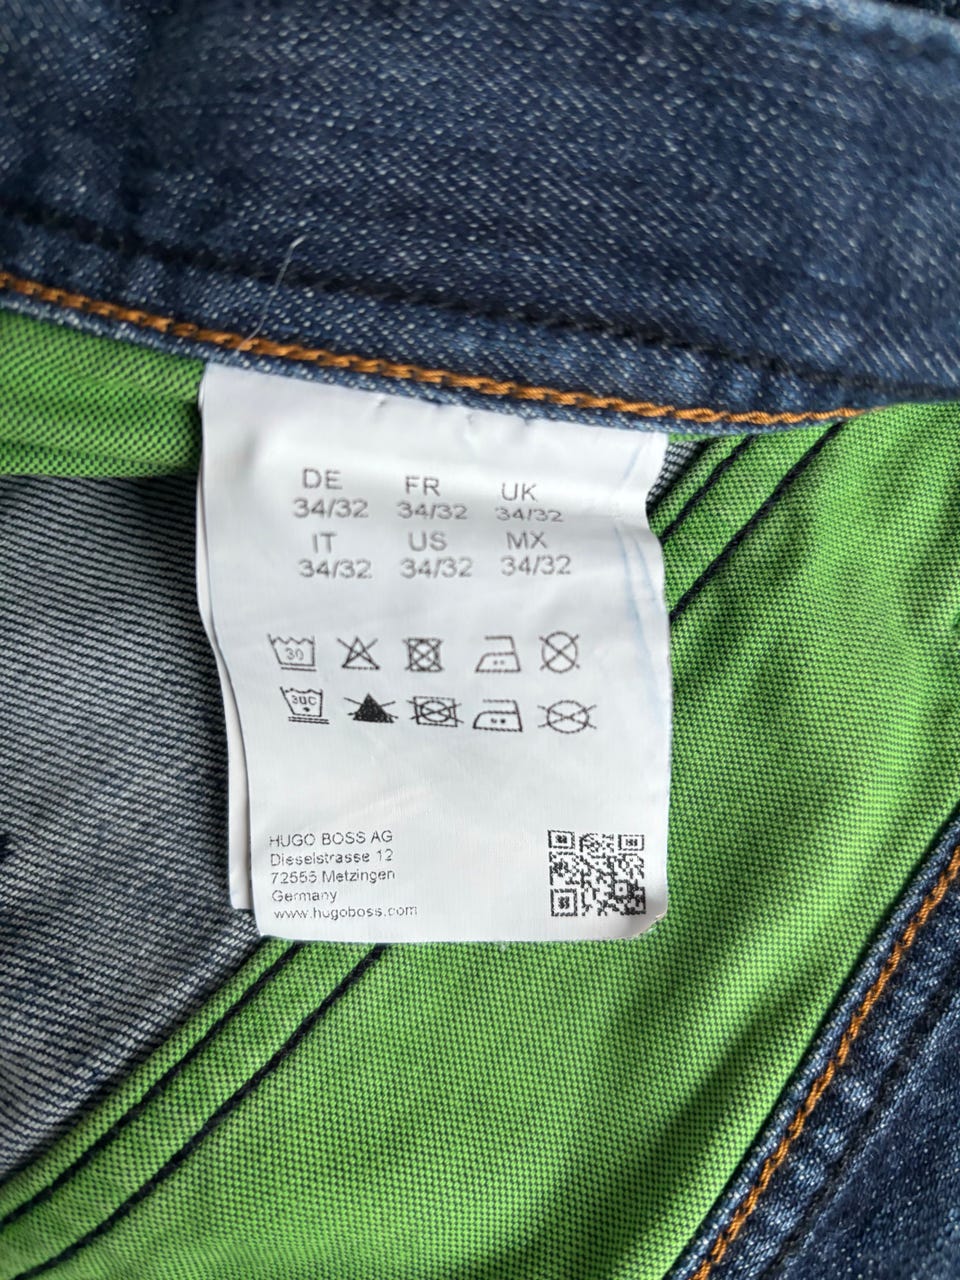 DE FR UK
34/32 34/32 34/32
IT US MX
34/32 34/32 34/32
30
30C
HUGO BOSS AG
Dieselstrasse 12
72555 Metzingen
Germany
www.hugoboss.com